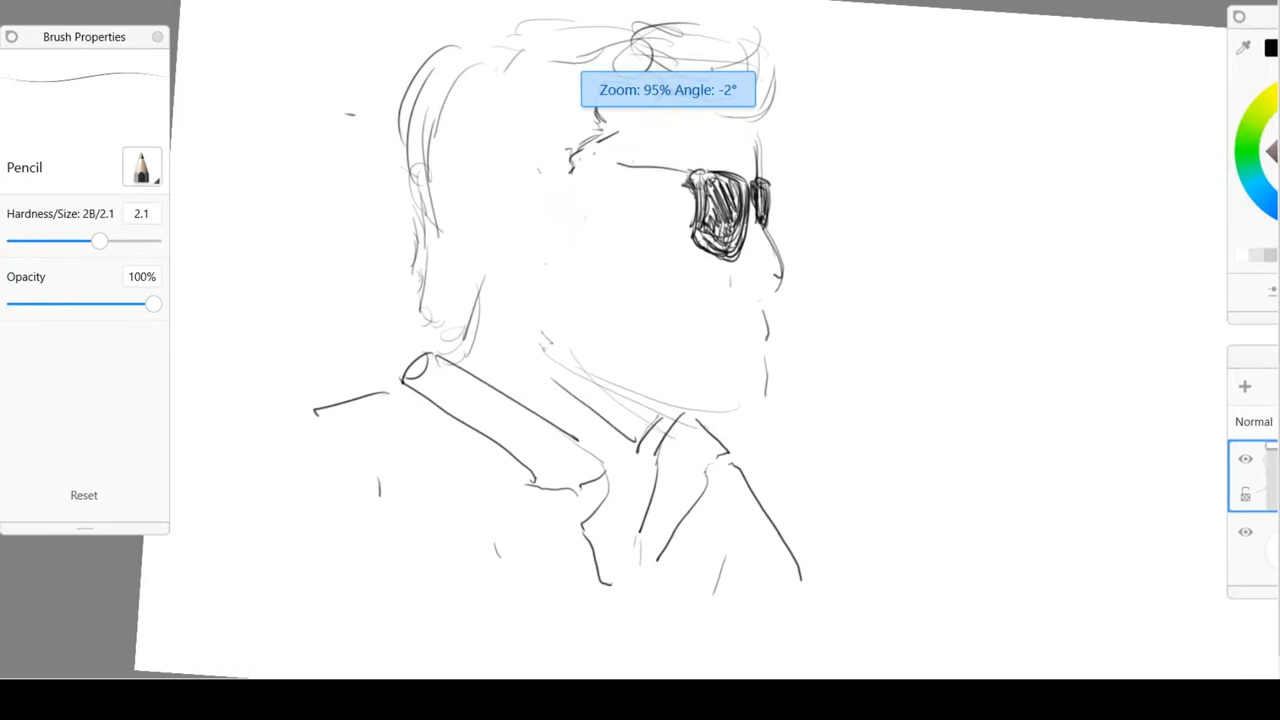 Brush Properties
Zoom: 95% Angle: -2°
Pencil
Hardness/Size: 2B/2.1 2.1
Opacity 100%
Normal
Reset